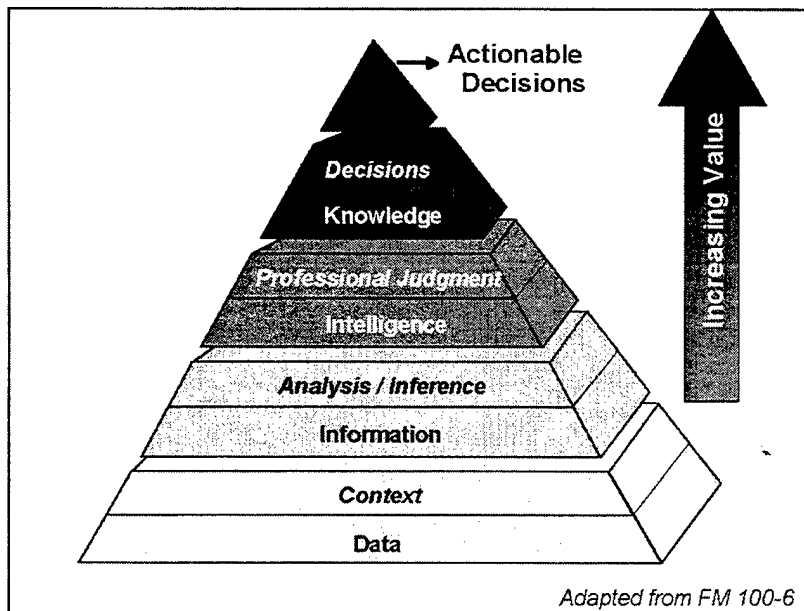 Actionable
Decisions
Decisions
Knowledge
Professional Judgment
Intelligence
Analysis / Inference
Information
Context
Data
Increasing Value
Adapted from FM 100-6